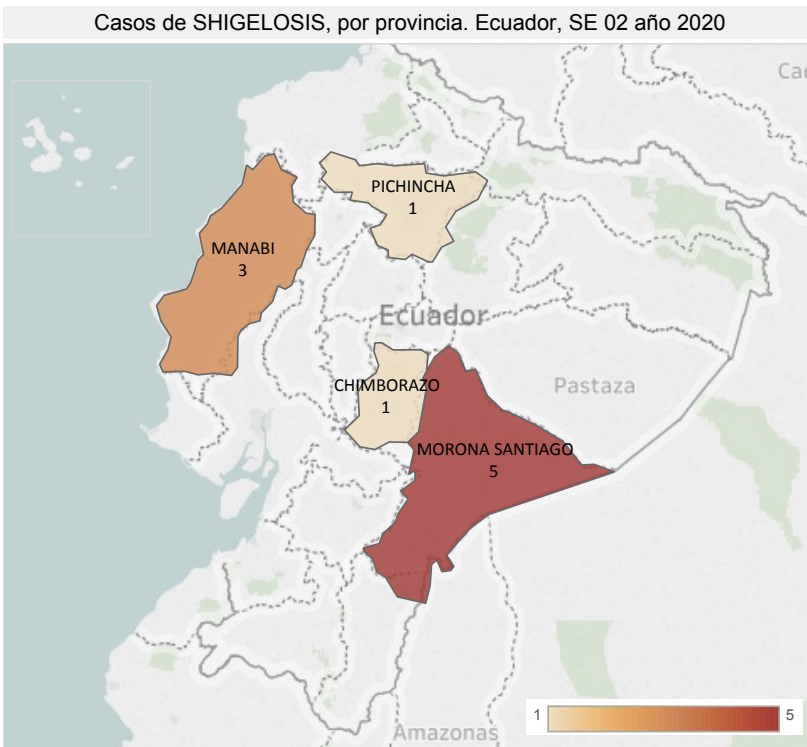 Casos de SHIGELOSIS, por provincia. Ecuador, SE 02 año 2020
PICHINCHA
1
MANABI
3
Ecuador
CHIMBORAZO
1
Pastaza
MORONA SANTIAGO
5
1
5
Amazonas